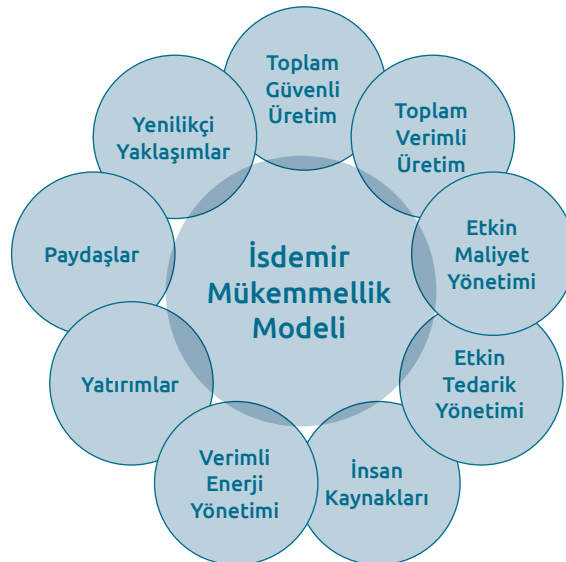 Toplam
Güvenli
Üretim
Toplam
Verimli
Üretim
Etkin
Maliyet
Yönetimi
Etkin
Tedarik
Yönetimi
İnsan
Kaynakları
Verimli
Enerji
Yönetimi
Yatırımlar
Paydaşlar
Yenilikçi
Yaklaşımlar
İsdemir
Mükemmellik
Modeli